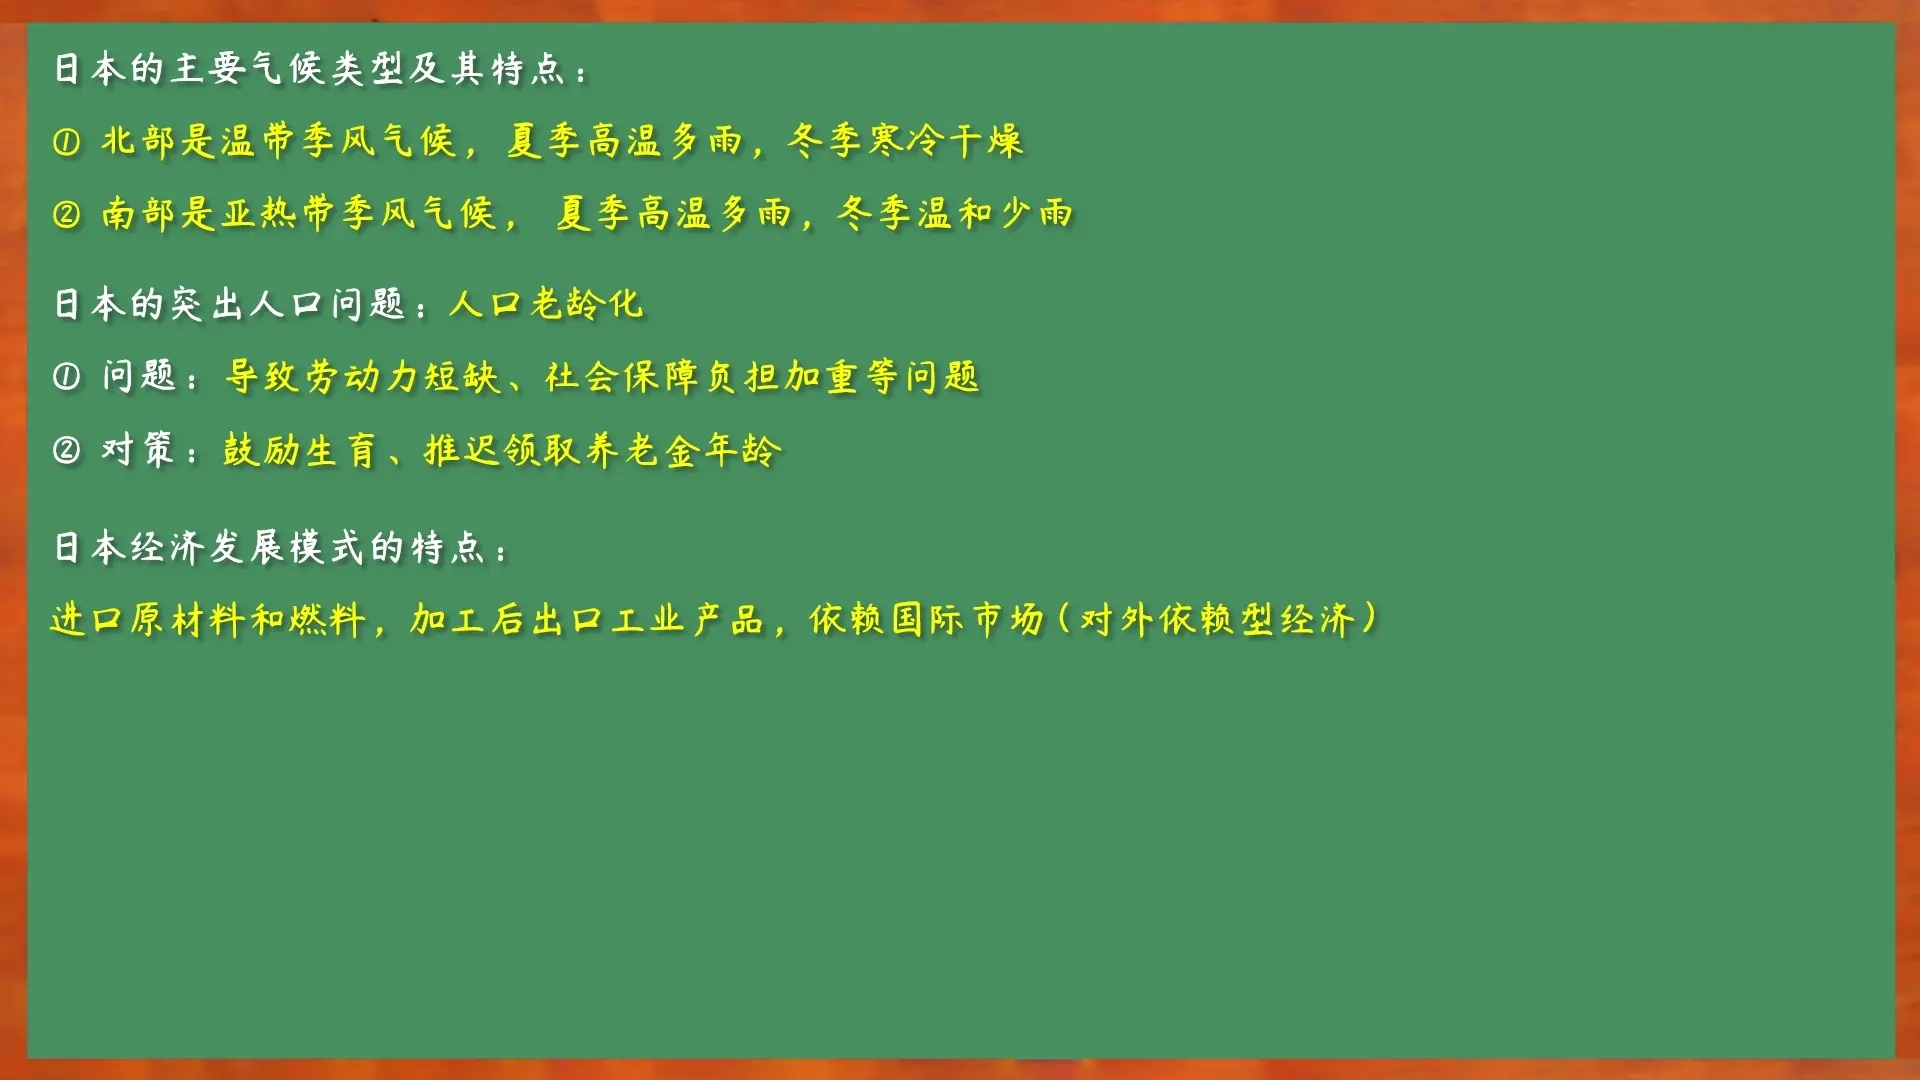 日本的主要气候类型及其特点：
① 北部是温带季风气候，夏季高温多雨，冬季寒冷干燥
② 南部是亚热带季风气候， 夏季高温多雨，冬季温和少雨
日本的突出人口问题：人口老龄化
① 问题：导致劳动力短缺、社会保障负担加重等问题
② 对策：鼓励生育、推迟领取养老金年龄
日本经济发展模式的特点：
进口原材料和燃料，加工后出口工业产品，依赖国际市场（对外依赖型经济）